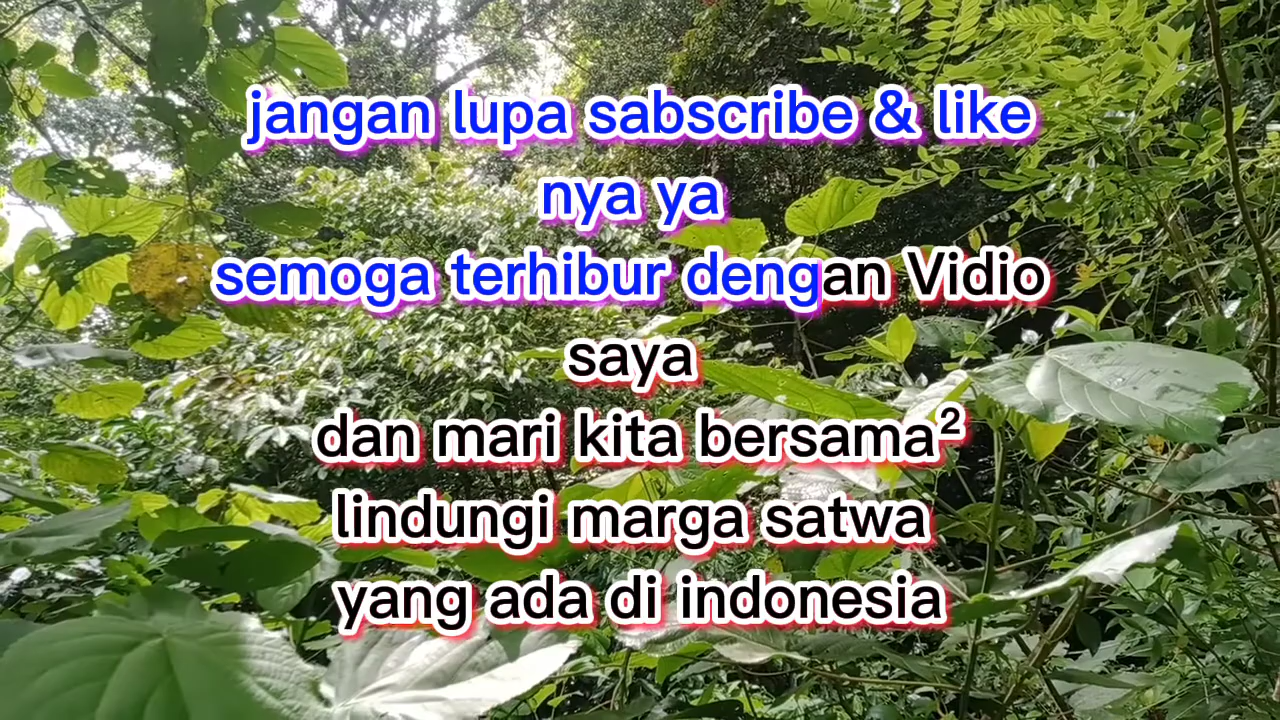 jangan lupa sabscribe & like
nya ya
semoga terhibur dengan Vidio
saya
dan mari kita bersama²
lindungi marga satwa
yang ada di indonesia